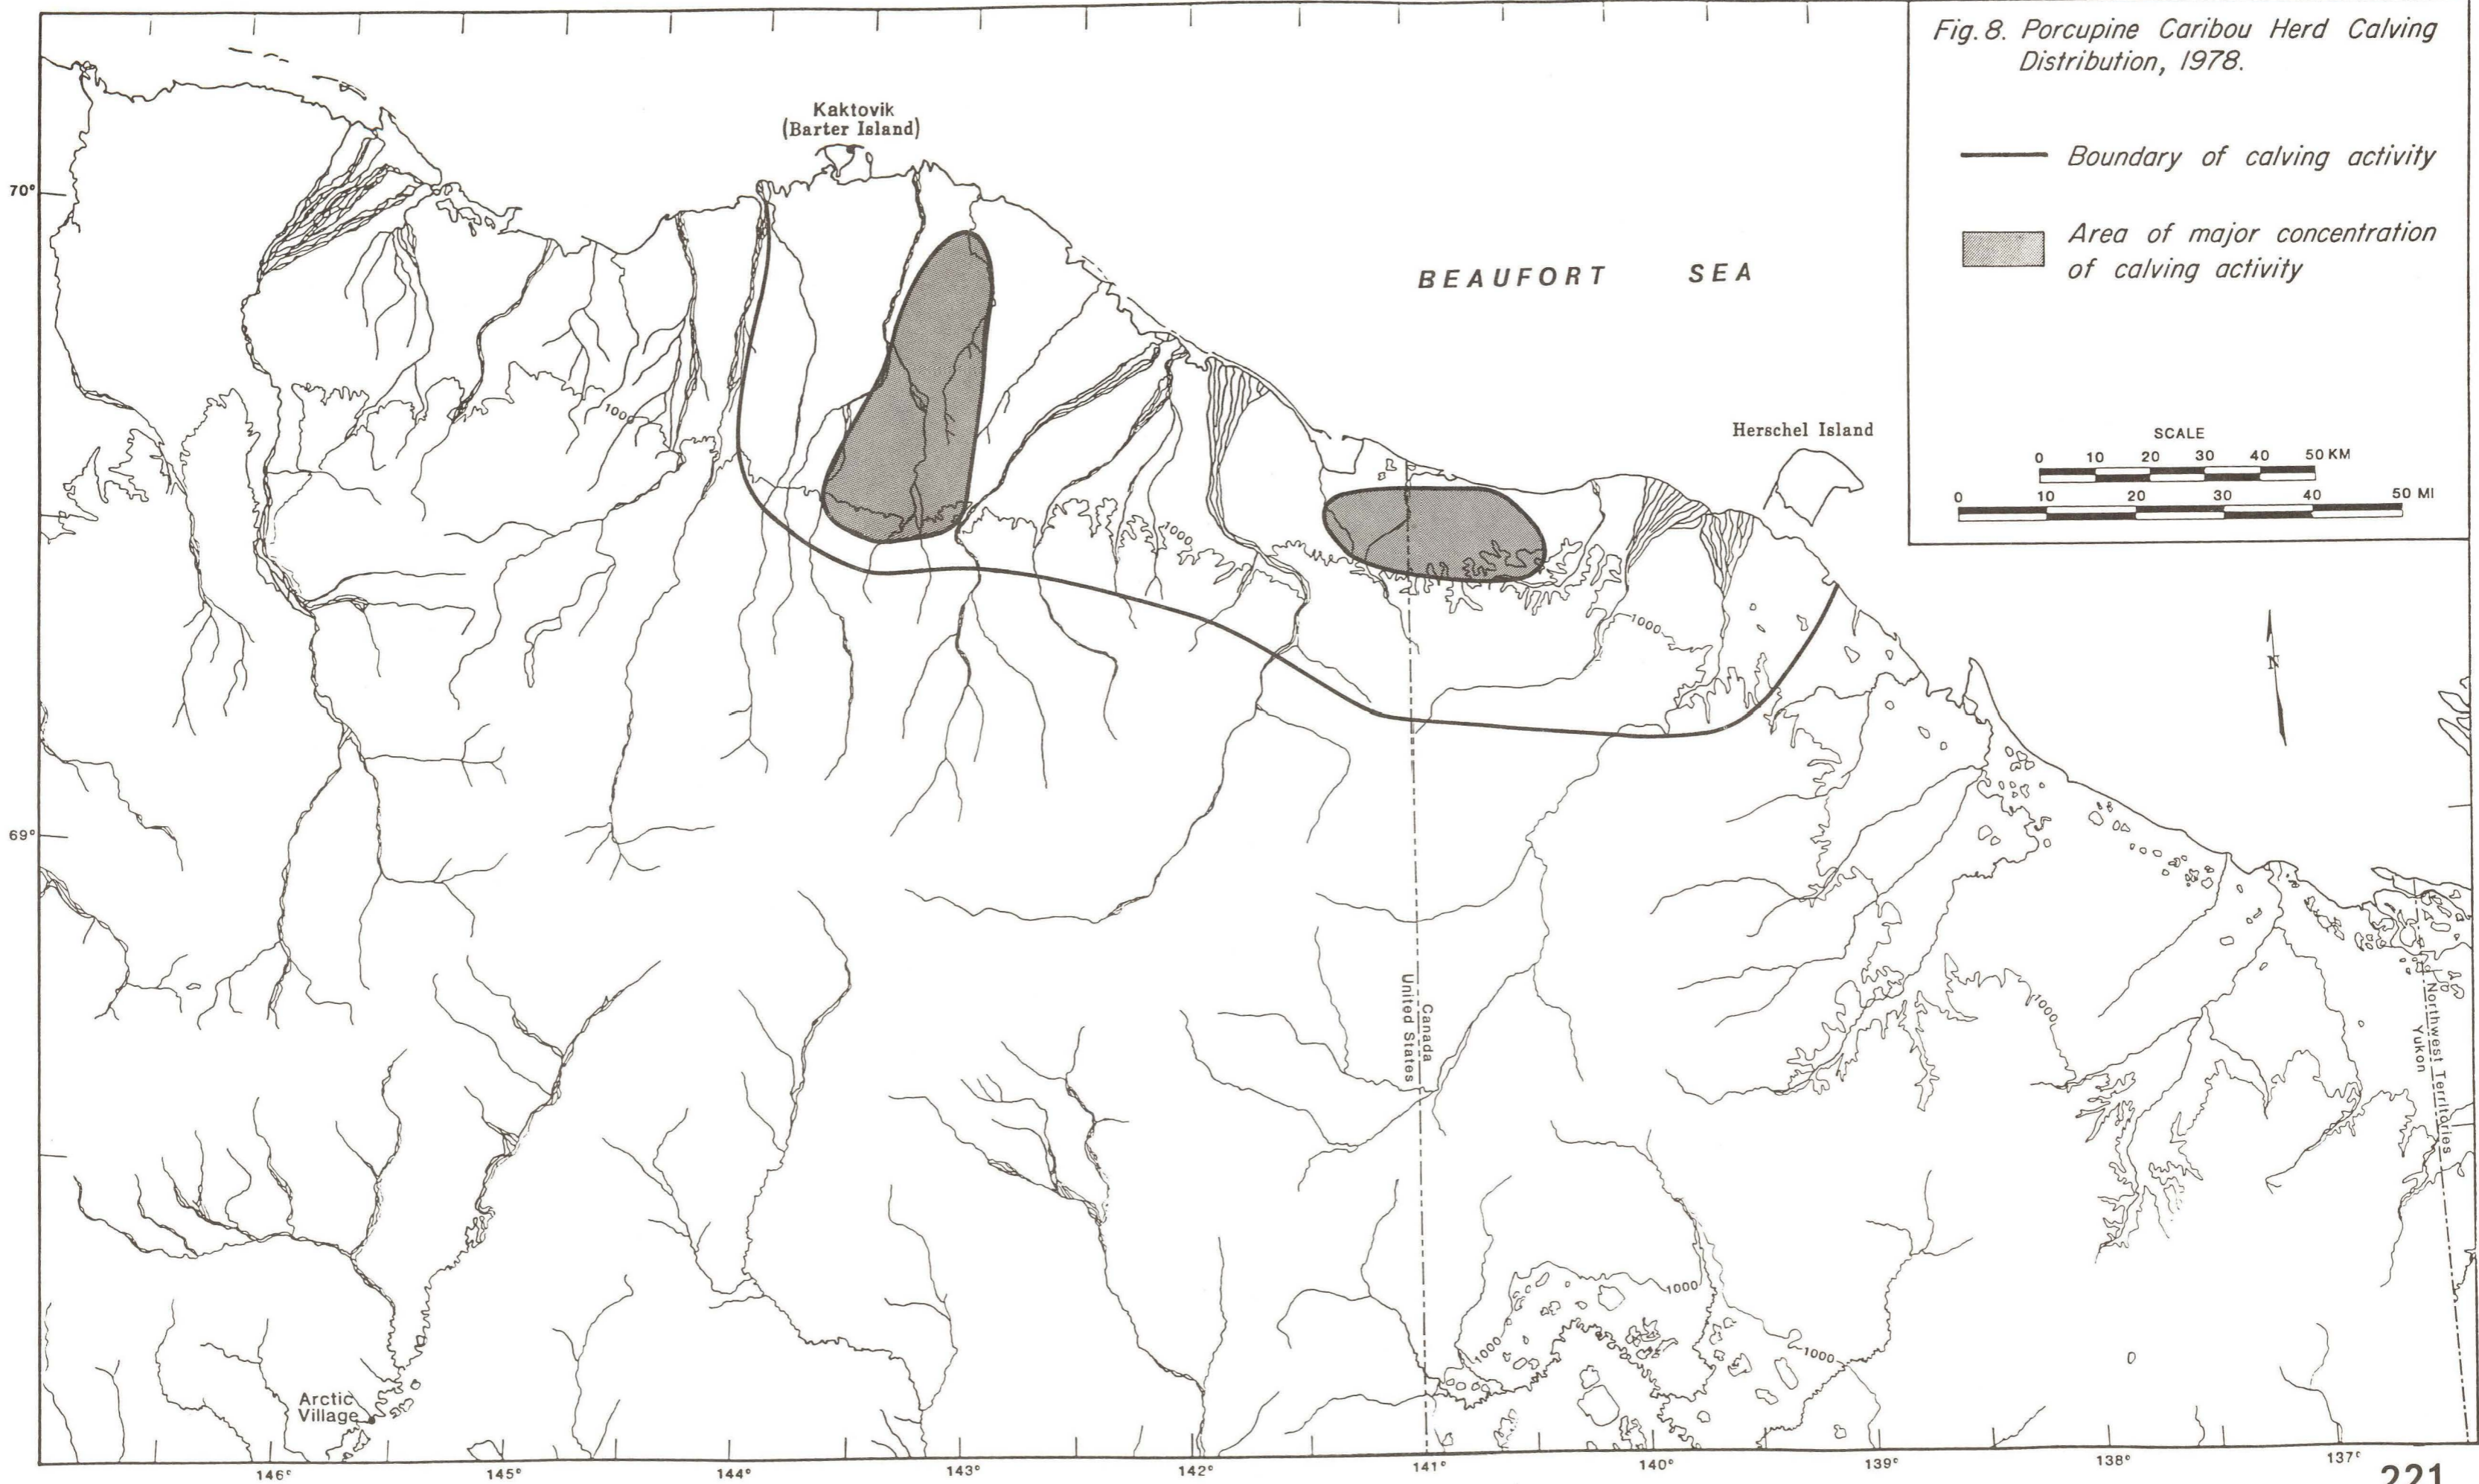 Fig. 8. Porcupine Caribou Herd Calving
Distribution, 1978.
Boundary of calving activity
Area of major concentration
of calving activity
SCALE
0 10 20 30 40 50 KM
0 10 20 30 40 50 MI
N
Kaktovik
(Barter Island)
BEAUFORT SEA
Herschel Island
70°
1000
1000
1000
69°
United States
Canada
1000
Northwest Territories
Yukon
1000
1000
1000
Arctic
Village
146° 145° 144° 143° 142° 141° 140° 139° 138° 137°
221